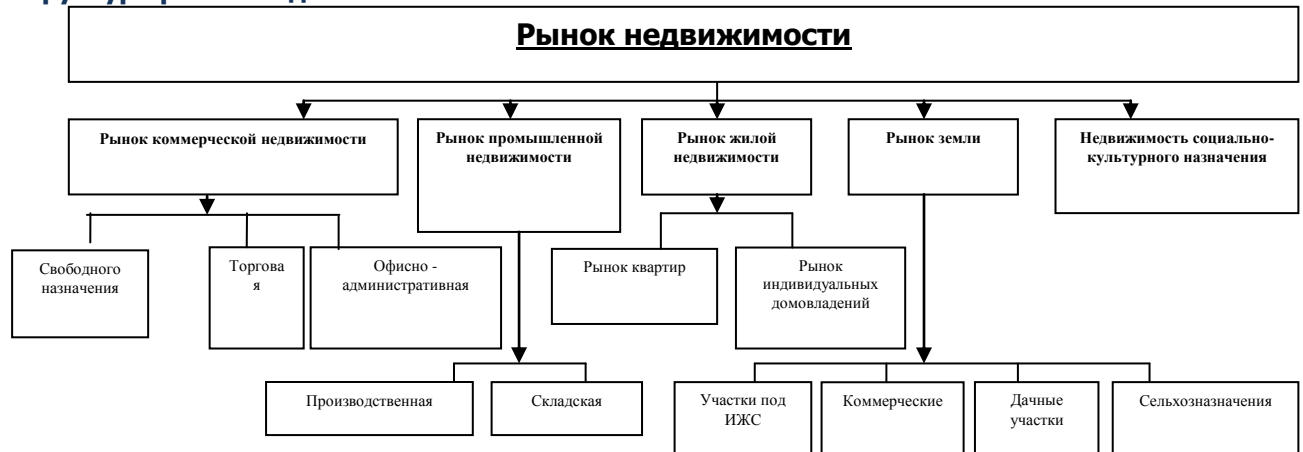 Рынок недвижимости
Рынок коммерческой недвижимости
Рынок промышленной
недвижимости
Рынок жилой
недвижимости
Рынок земли
Недвижимость социально-
культурного назначения
Свободного
назначения
Торгова
я
Офисно -
административная
Рынок квартир
Рынок
индивидуальных
домовладений
Производственная
Складская
Участки под
ИЖС
Коммерческие
Дачные
участки
Сельхозназначения